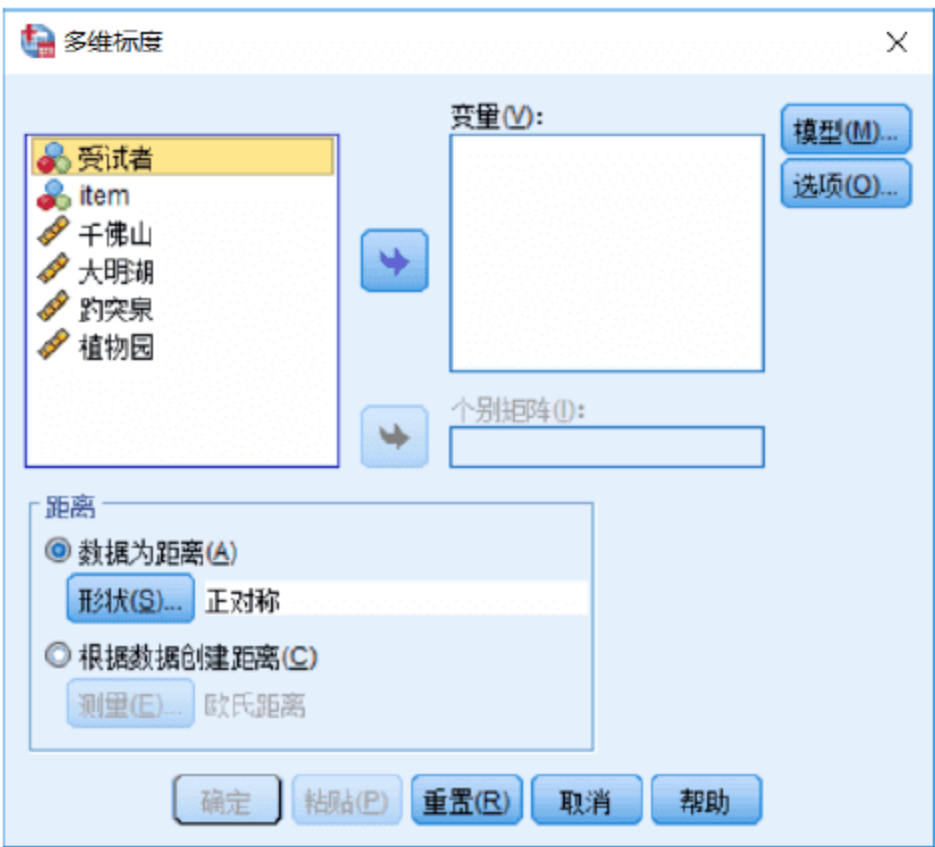 多维标度
变量(V):
模型(M)...
选项(O)...
受试者
item
千佛山
大明湖
趵突泉
植物园
个别矩阵(I):
距离
数据为距离(A)
形状(S)... 正对称
根据数据创建距离(C)
测量(E)... 欧氏距离
确定 粘贴(P) 重置(R) 取消 帮助